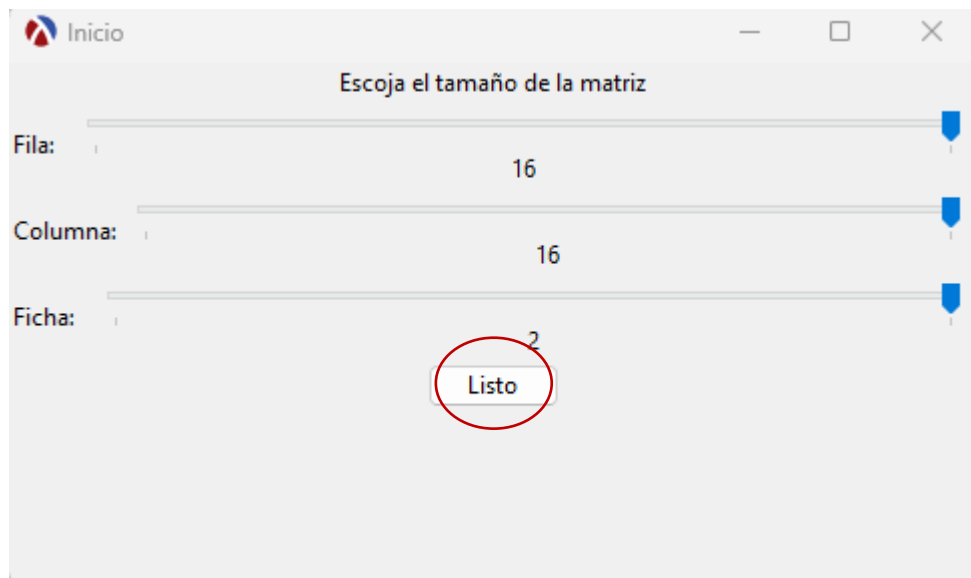 Inicio
Escoja el tamaño de la matriz
Fila:
16
Columna:
16
Ficha:
2
Listo